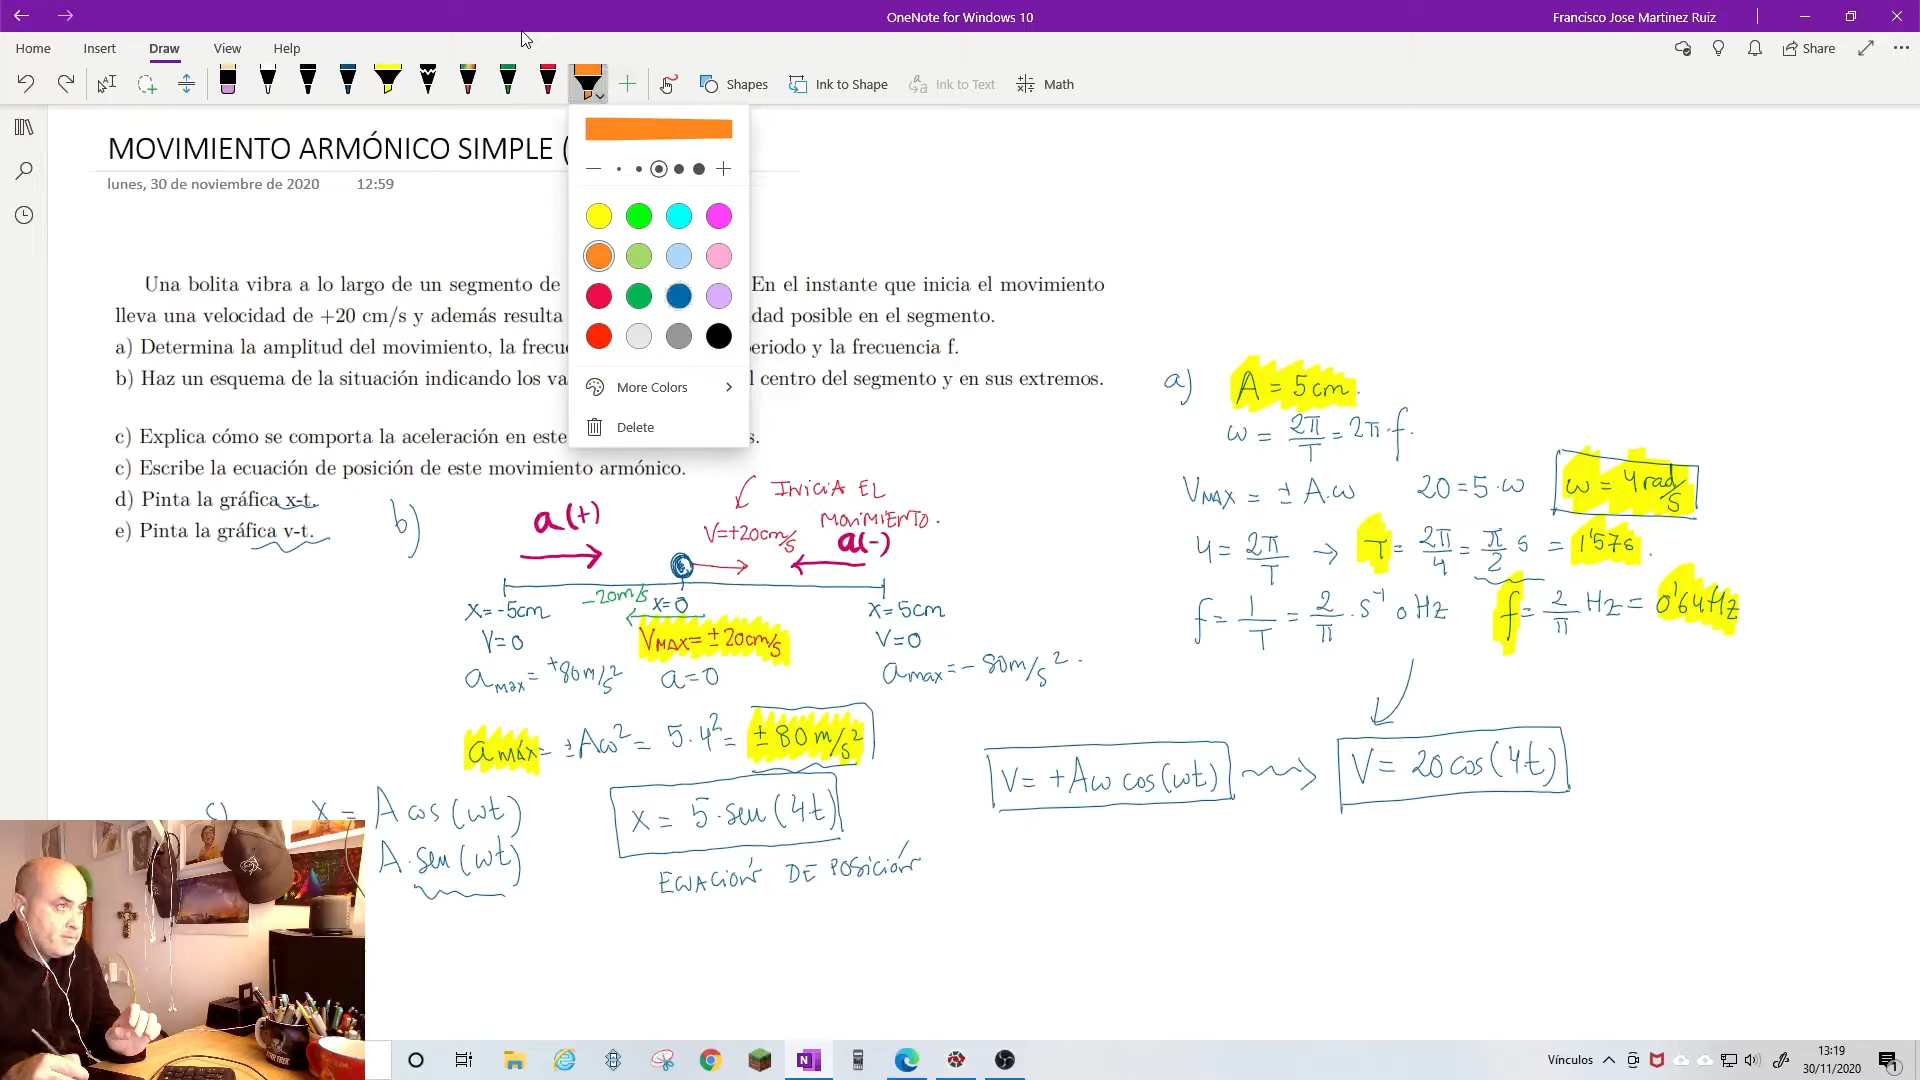 OneNote for Windows 10
Francisco Jose Martinez Ruiz
Home Insert Draw View Help
Share
Shapes Ink to Shape Ink to Text Math
MOVIMIENTO ARMÓNICO SIMPLE (
lunes, 30 de noviembre de 2020 12:59
More Colors
Delete
Una bolita vibra a lo largo de un segmento de En el instante que inicia el movimiento
lleva una velocidad de +20 cm/s y además resulta dad posible en el segmento.
a) Determina la amplitud del movimiento, la frecue eriodo y la frecuencia f.
b) Haz un esquema de la situación indicando los va l centro del segmento y en sus extremos.
c) Explica cómo se comporta la aceleración en este s.
c) Escribe la ecuación de posición de este movimiento armónico.
d) Pinta la gráfica x-t.
e) Pinta la gráfica v-t.
a) A = 5cm.
ω = 2π/T = 2π·f.
VMAX = ± A.ω 20 = 5·ω ω = 4 rad/s
4 = 2π/T → T = 2π/4 = π/2 s = 1'57s.
f = 1/T = 2/π · s⁻¹ o Hz f = 2/π Hz = 0'64Hz
b)
INICIA EL
MOVIMIENTO.
a(+) V=+20cm/s a(-)
-20m/s
x=-5cm x=0 x=5cm
V=0 VMAX=±20cm/s V=0
amax=+80m/s² a=0 amax=-80m/s²
amáx = ±Aω² = 5·4² = ±80m/s²
V = +Aω cos(ωt) V = 20cos(4t)
c) x = A cos(ωt)
A·sen(ωt)
x = 5·sen(4t)
ECUACIÓN DE POSICIÓN
Vínculos
13:19
30/11/2020
1